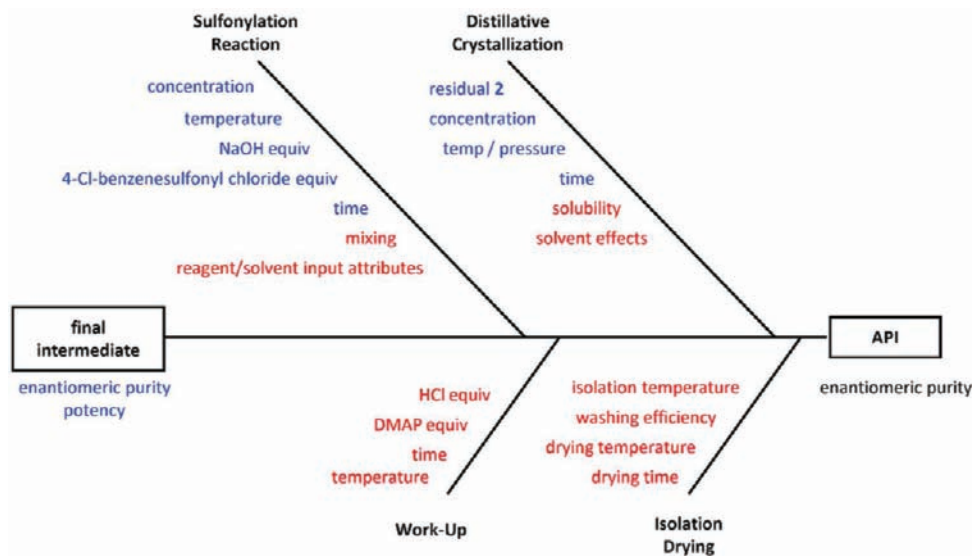 Sulfonylation
Reaction
Distillative
Crystallization
concentration
temperature
NaOH equiv
4-Cl-benzenesulfonyl chloride equiv
time
mixing
reagent/solvent input attributes
residual 2
concentration
temp / pressure
time
solubility
solvent effects
final
intermediate
enantiomeric purity
potency
API
enantiomeric purity
HCl equiv
DMAP equiv
time
temperature
Work-Up
isolation temperature
washing efficiency
drying temperature
drying time
Isolation
Drying